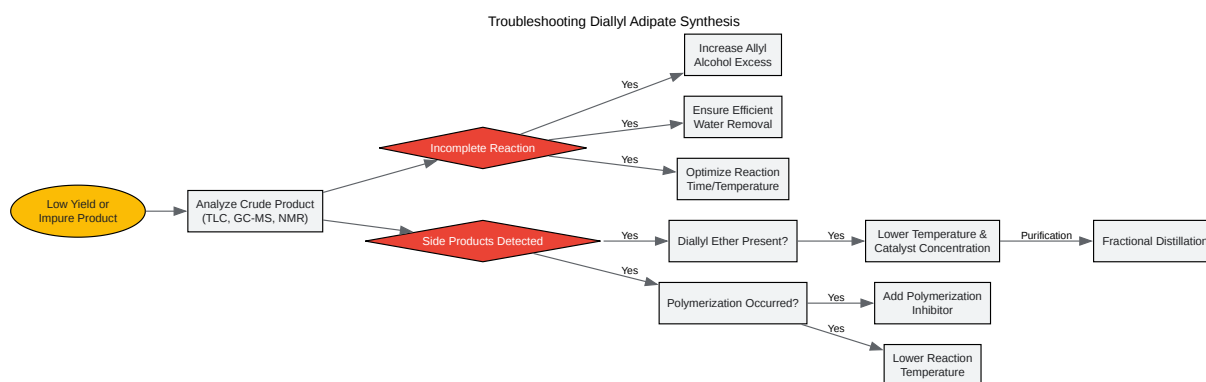 Troubleshooting Diallyl Adipate Synthesis
Low Yield or
Impure Product
Analyze Crude Product
(TLC, GC-MS, NMR)
Incomplete Reaction
Yes
Increase Allyl
Alcohol Excess
Yes
Ensure Efficient
Water Removal
Yes
Optimize Reaction
Time/Temperature
Side Products Detected
Yes
Diallyl Ether Present?
Yes
Lower Temperature &
Catalyst Concentration
Purification
Fractional Distillation
Yes
Polymerization Occurred?
Yes
Add Polymerization
Inhibitor
Yes
Lower Reaction
Temperature